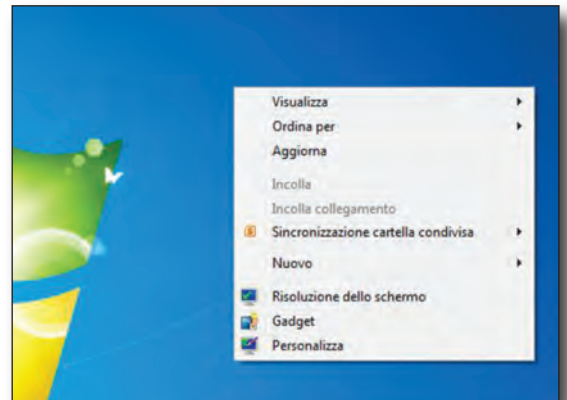 Visualizza
Ordina per
Aggiorna
Incolla
Incolla collegamento
Sincronizzazione cartella condivisa
Nuovo
Risoluzione dello schermo
Gadget
Personalizza